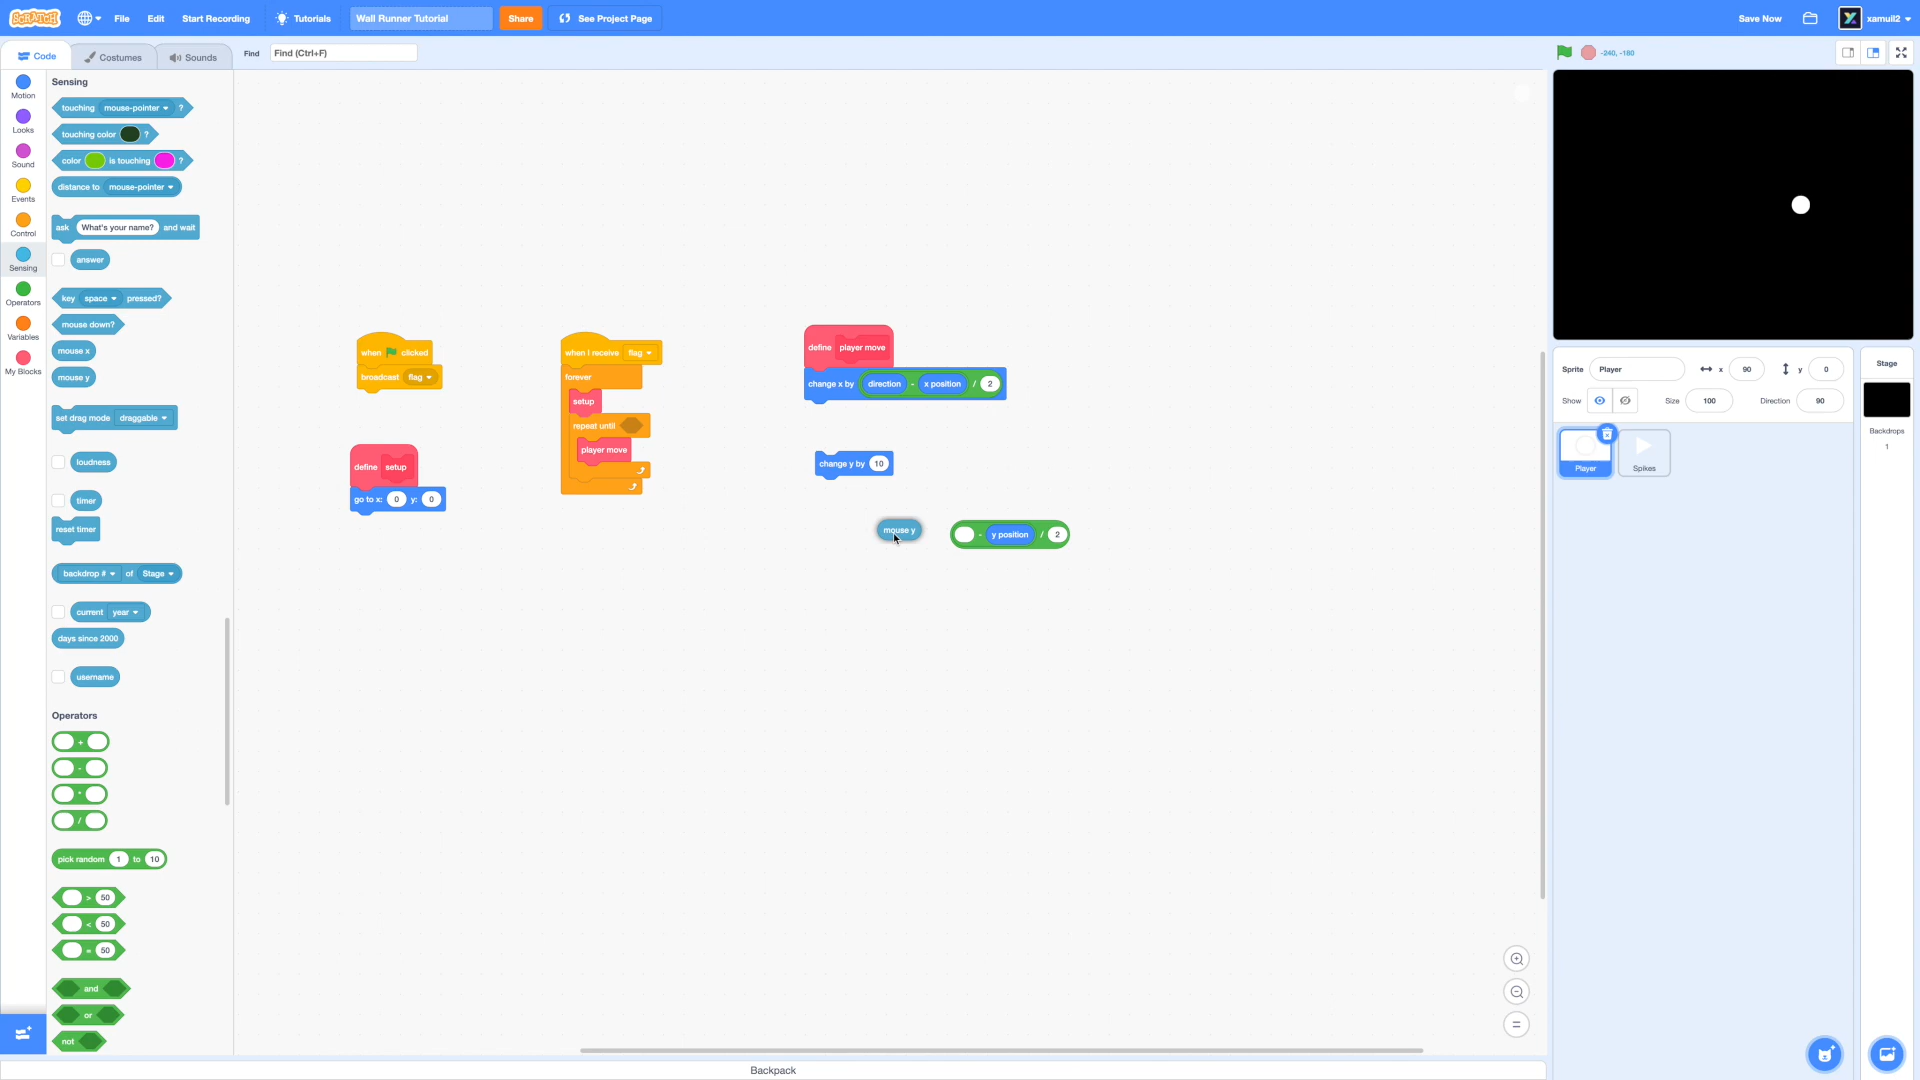 SCRATCH File Edit Start Recording Tutorials Wall Runner Tutorial Share See Project Page Save Now xamuil2
Code Costumes Sounds Find Find (Ctrl+F) -240, -180
Motion
Looks
Sound
Events
Control
Sensing
Operators
Variables
My Blocks
Sensing
touching mouse-pointer ?
touching color ?
color is touching ?
distance to mouse-pointer
ask What's your name? and wait
answer
key space pressed?
mouse down?
mouse x
mouse y
set drag mode draggable
loudness
timer
reset timer
backdrop # of Stage
current year
days since 2000
username
Operators
+
-
*
/
pick random 1 to 10
> 50
< 50
= 50
and
or
not
when clicked
broadcast flag
define setup
go to x: 0 y: 0
when I receive flag
forever
setup
repeat until
player move
define player move
change x by direction - x position / 2
change y by 10
mouse y
- y position / 2
Sprite Player x 90 y 0
Show Size 100 Direction 90
Player Spikes
Stage
Backdrops
1
Backpack